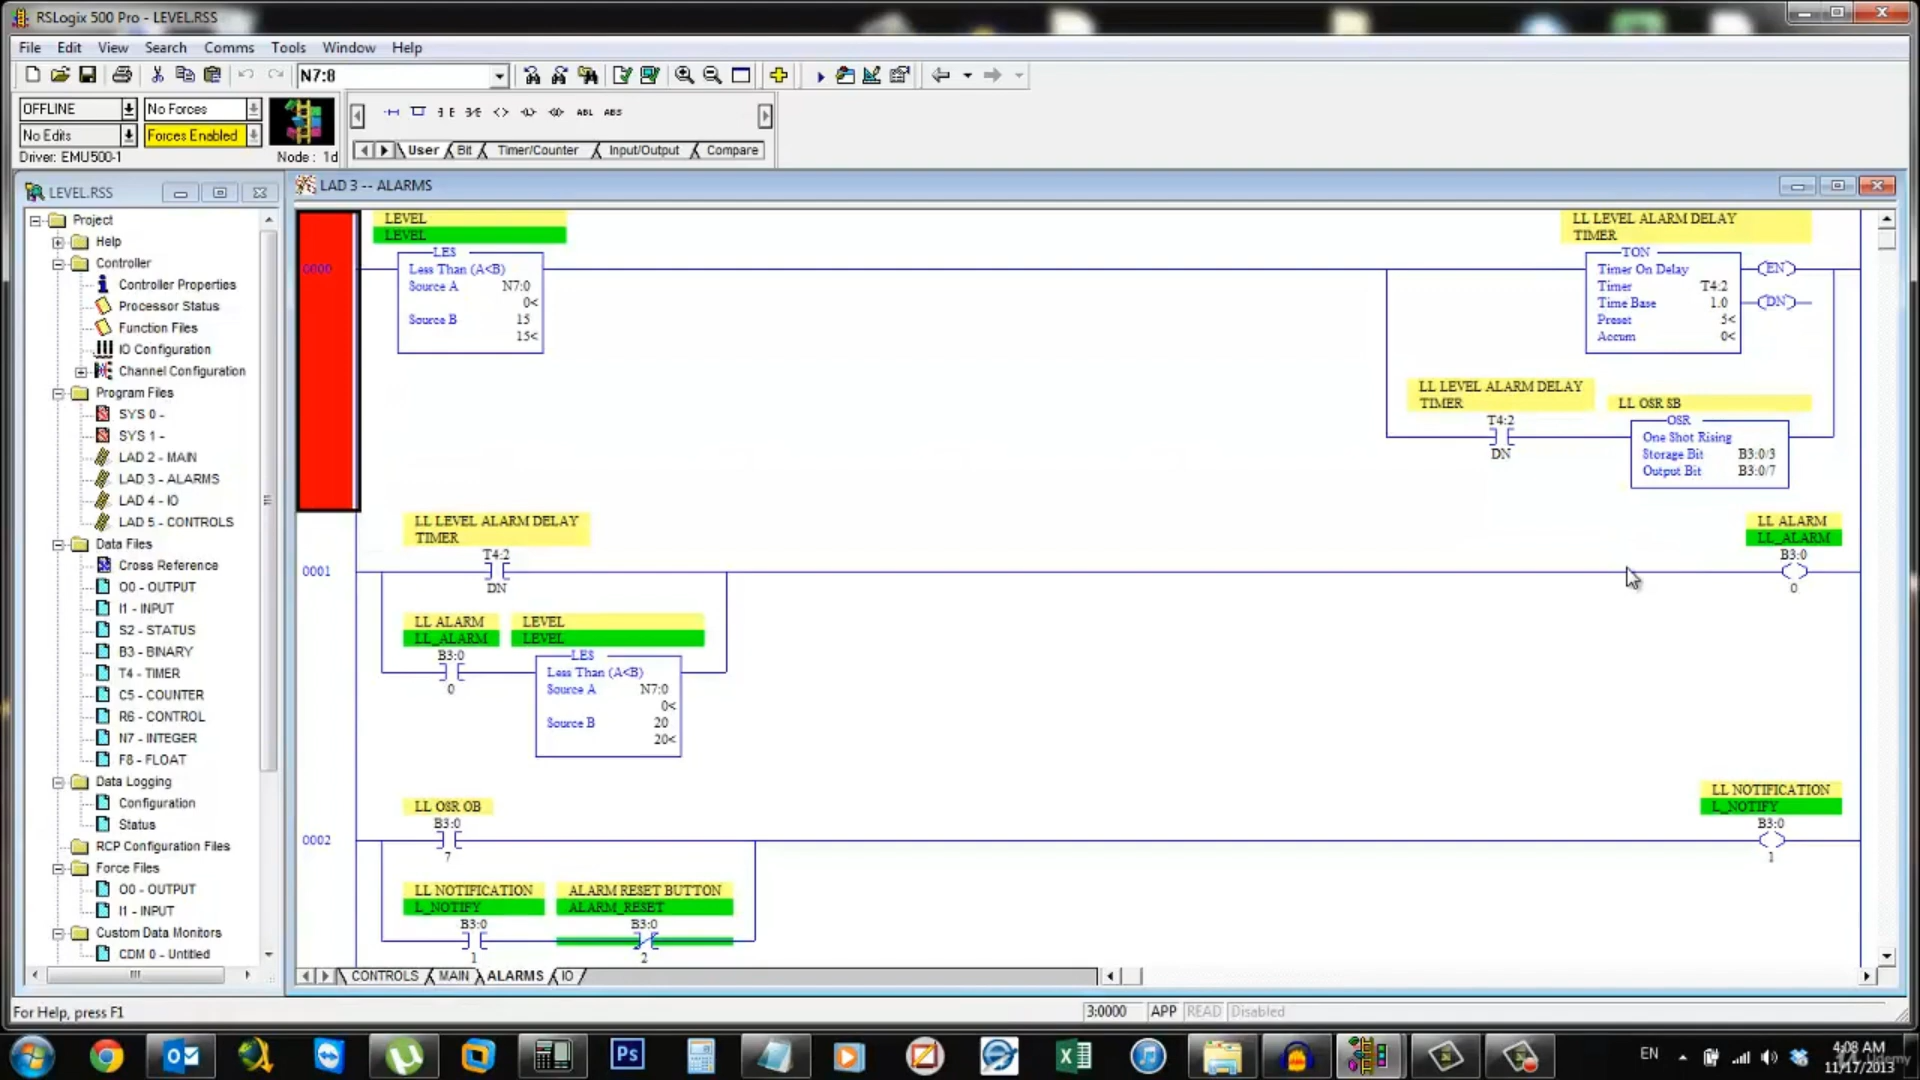 RSLogix 500 Pro - LEVEL.RSS
File Edit View Search Comms Tools Window Help
N7:8
OFFLINE No Forces
No Edits Forces Enabled
Driver: EMU500-1 Node : 1d
ABL ABS
User Bit Timer/Counter Input/Output Compare
LEVEL.RSS
Project
Help
Controller
Controller Properties
Processor Status
Function Files
IO Configuration
Channel Configuration
Program Files
SYS 0 -
SYS 1 -
LAD 2 - MAIN
LAD 3 - ALARMS
LAD 4 - IO
LAD 5 - CONTROLS
Data Files
Cross Reference
O0 - OUTPUT
I1 - INPUT
S2 - STATUS
B3 - BINARY
T4 - TIMER
C5 - COUNTER
R6 - CONTROL
N7 - INTEGER
F8 - FLOAT
Data Logging
Configuration
Status
RCP Configuration Files
Force Files
O0 - OUTPUT
I1 - INPUT
Custom Data Monitors
CDM 0 - Untitled
LAD 3 -- ALARMS
LEVEL
LEVEL
LES
0000
Less Than (A<B)
Source A N7:0
0<
Source B 15
15<
LL LEVEL ALARM DELAY
TIMER
TON
Timer On Delay EN
Timer T4:2
Time Base 1.0 DN
Preset 5<
Accum 0<
LL LEVEL ALARM DELAY
TIMER
T4:2
DN
LL OSR SB
OSR
One Shot Rising
Storage Bit B3:0/3
Output Bit B3:0/7
LL LEVEL ALARM DELAY
TIMER
T4:2
0001
DN
LL ALARM
LL_ALARM
B3:0
0
LL ALARM
LL_ALARM
B3:0
0
LEVEL
LEVEL
LES
Less Than (A<B)
Source A N7:0
0<
Source B 20
20<
LL OSR OB
B3:0
0002
7
LL NOTIFICATION
L_NOTIFY
B3:0
1
LL NOTIFICATION
L_NOTIFY
B3:0
1
ALARM RESET BUTTON
ALARM_RESET
B3:0
2
CONTROLS MAIN ALARMS IO
For Help, press F1
3:0000 APP READ Disabled
Ps
EN
4:08 AM
11/17/2013
Udemy